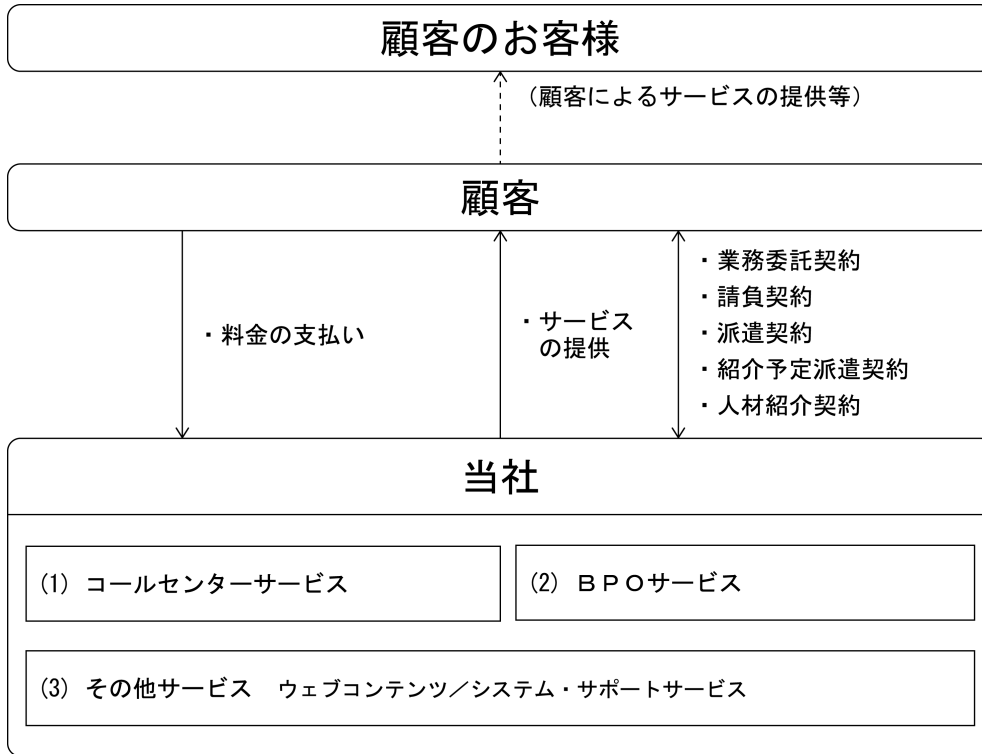 顧客のお客様
（顧客によるサービスの提供等）
顧客
・料金の支払い
・サービス
の提供
・業務委託契約
・請負契約
・派遣契約
・紹介予定派遣契約
・人材紹介契約
当社
(1) コールセンターサービス
(2) ＢＰＯサービス
(3) その他サービス　ウェブコンテンツ／システム・サポートサービス